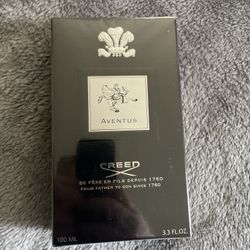 AVENTUS
CREED
DE PÈRE EN FILS DEPUIS 1760
FROM FATHER TO SON SINCE 1760
100 ML
3.3 FL.OZ